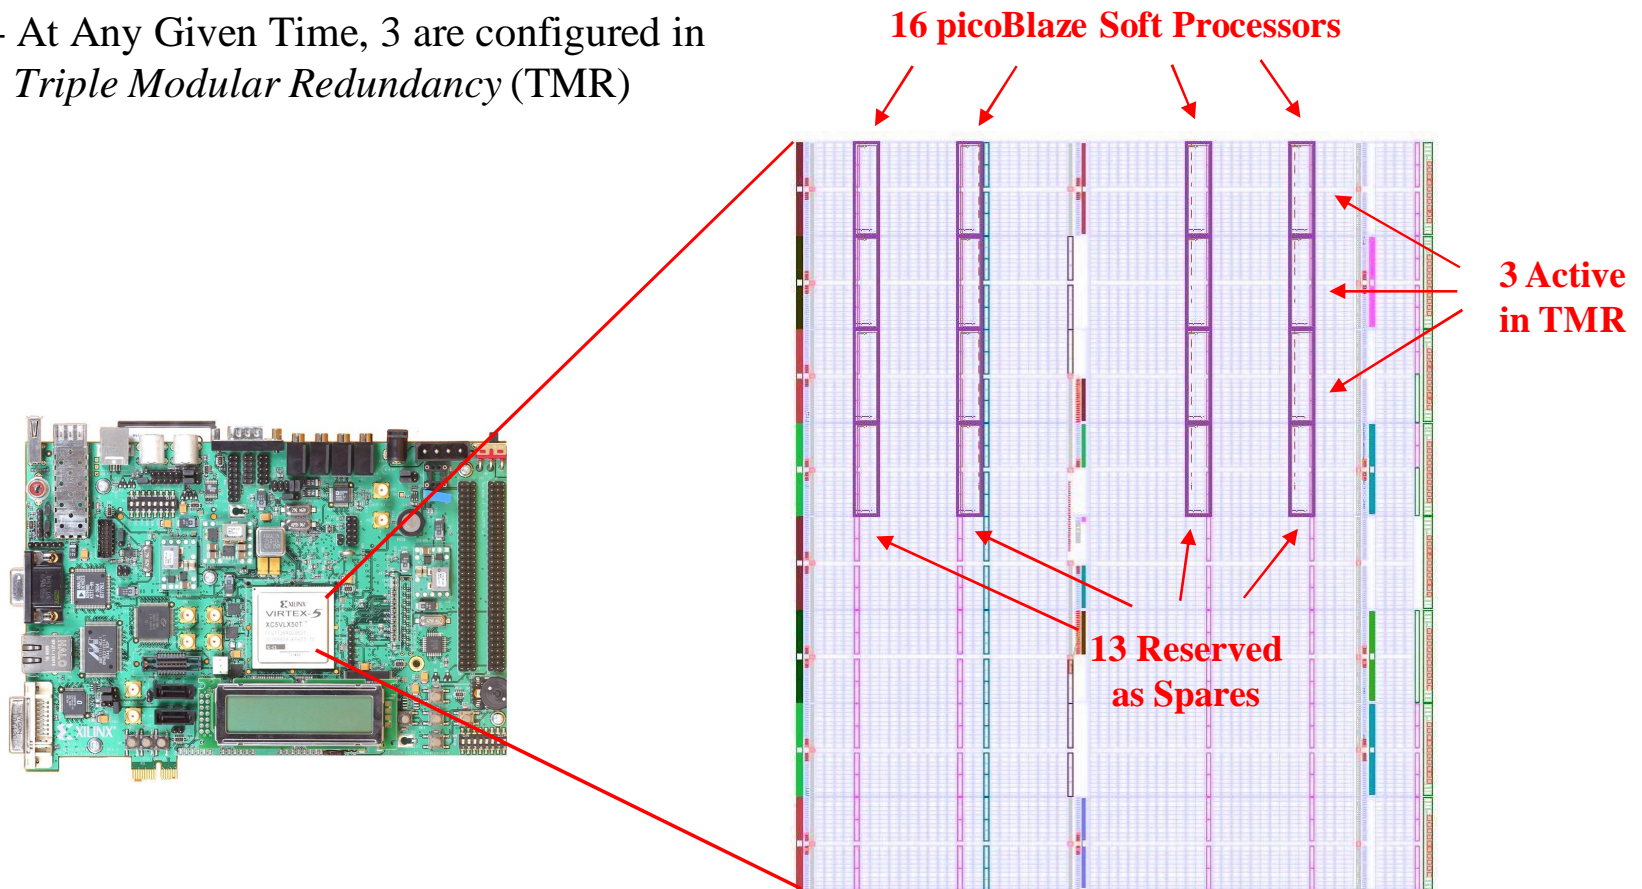 - At Any Given Time, 3 are configured in
Triple Modular Redundancy (TMR)
16 picoBlaze Soft Processors
3 Active
in TMR
13 Reserved
as Spares
XILINX
VIRTEX-5
XC5VLX50T
XILINX